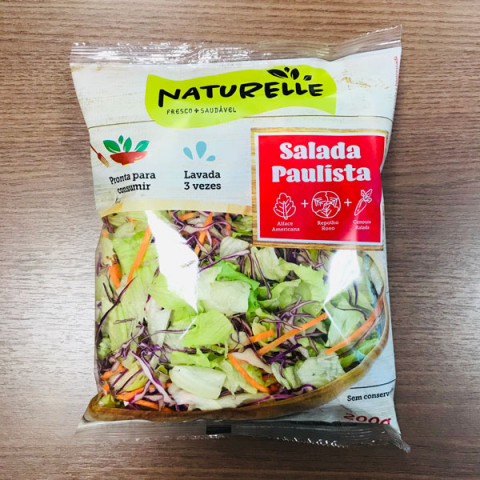 NATURELLE
FRESCO + SAUDÁVEL
Pronta para
consumir
Lavada
3 vezes
Salada
Paulista
+ +
Alface
Americana
Repolho
Roxo
Cenoura
Ralada
Sem conserv
200g